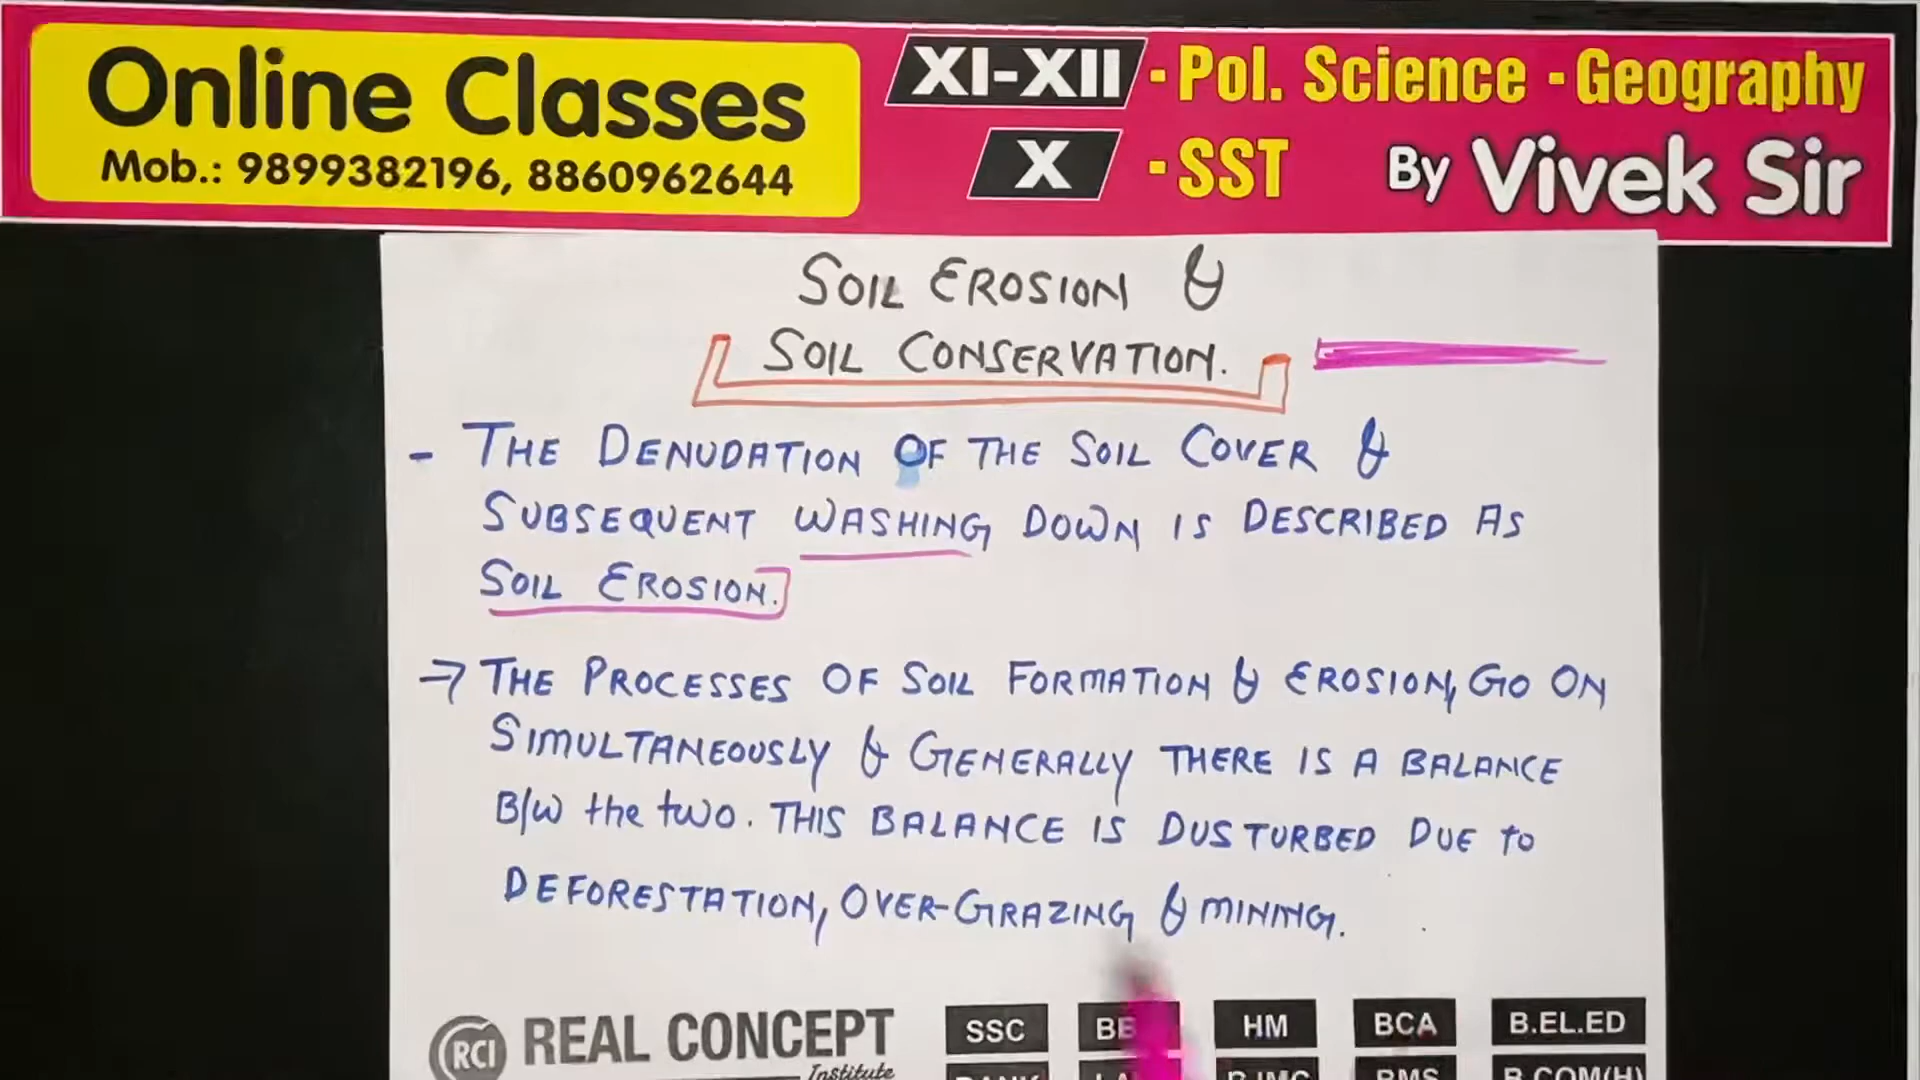 Online Classes
Mob.: 9899382196, 8860962644
XI-XII - Pol. Science - Geography
X - SST By Vivek Sir
SOIL EROSION &
SOIL CONSERVATION.
- THE DENUDATION OF THE SOIL COVER &
SUBSEQUENT WASHING DOWN IS DESCRIBED AS
SOIL EROSION.
→ THE PROCESSES OF SOIL FORMATION & EROSION, GO ON
SIMULTANEOUSLY & GENERALLY THERE IS A BALANCE
B/W the two. THIS BALANCE IS DUSTURBED DUE to
DEFORESTATION, OVER-GRAZING & MINING.
RCI REAL CONCEPT
Institute
SSC HM BCA B.EL.ED
BMS B.COM(H)